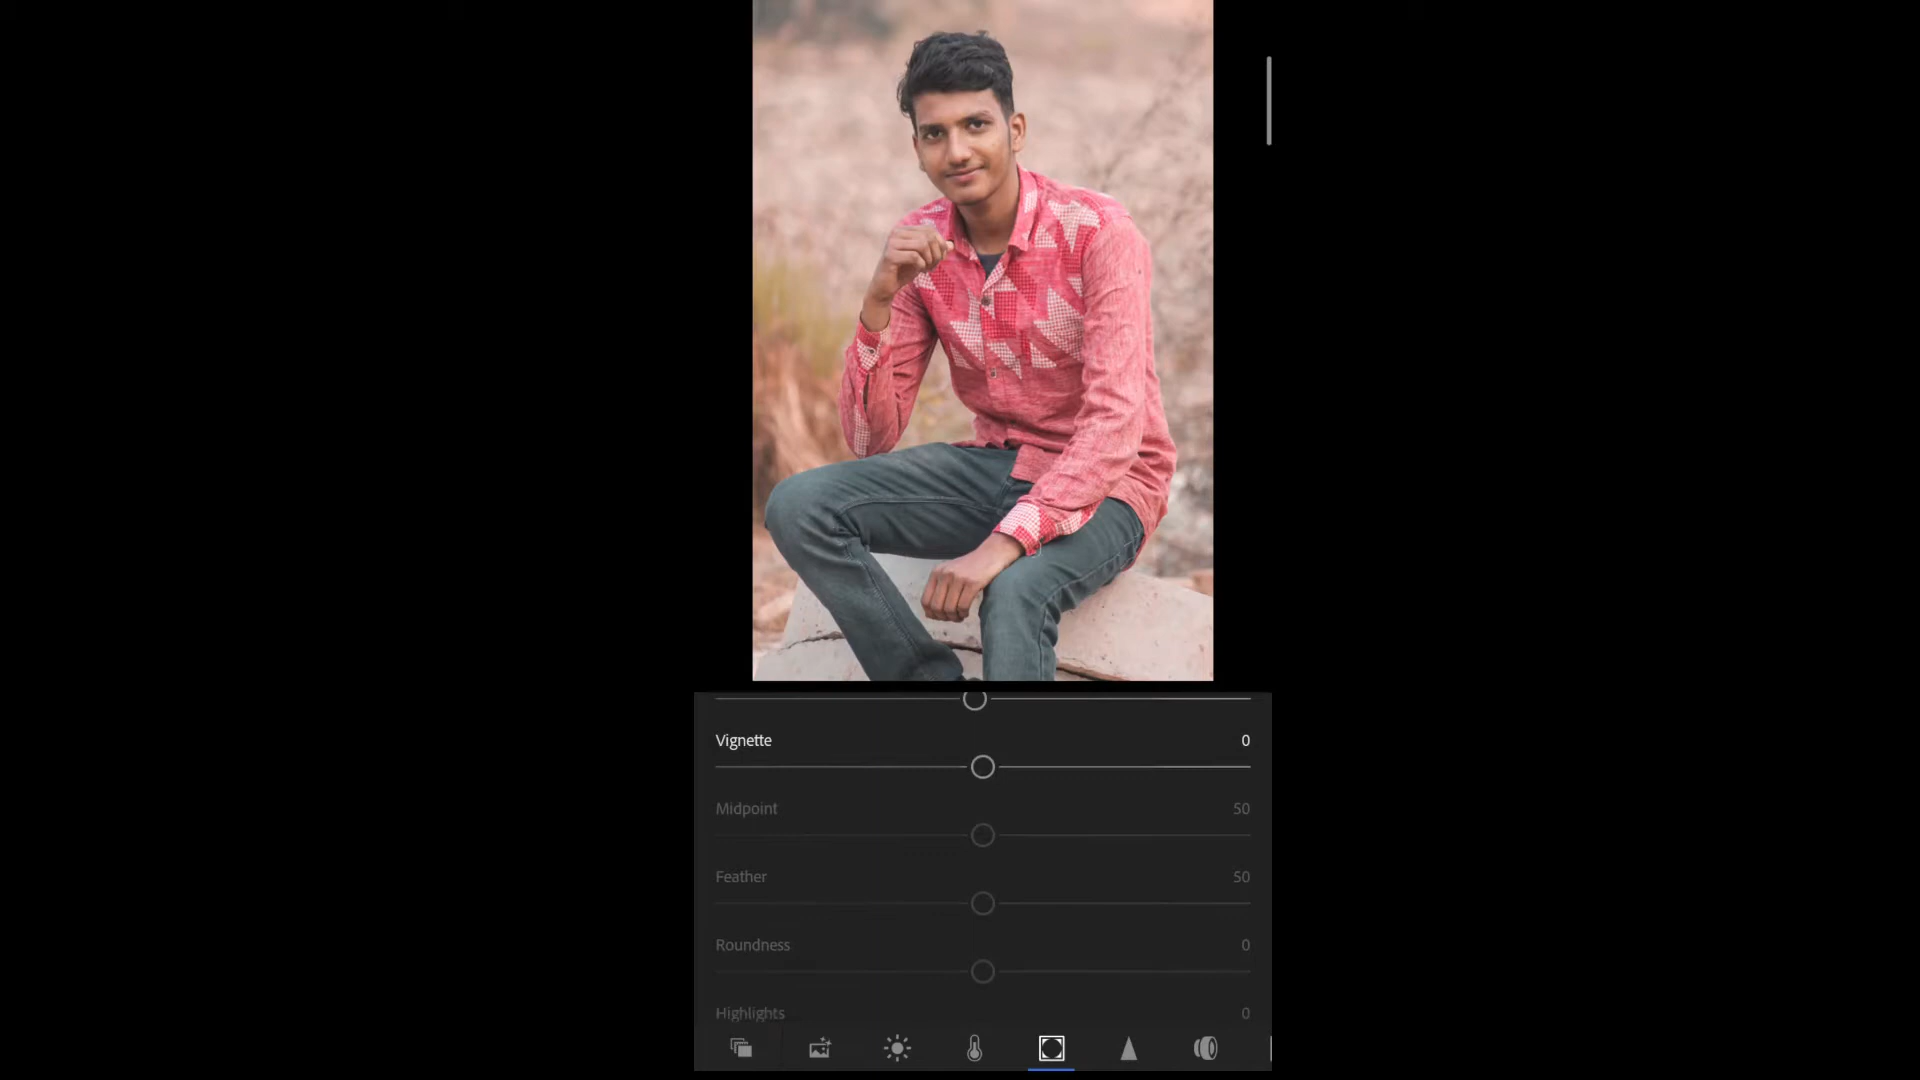 Vignette 0
Midpoint 50
Feather 50
Roundness 0
Highlights 0